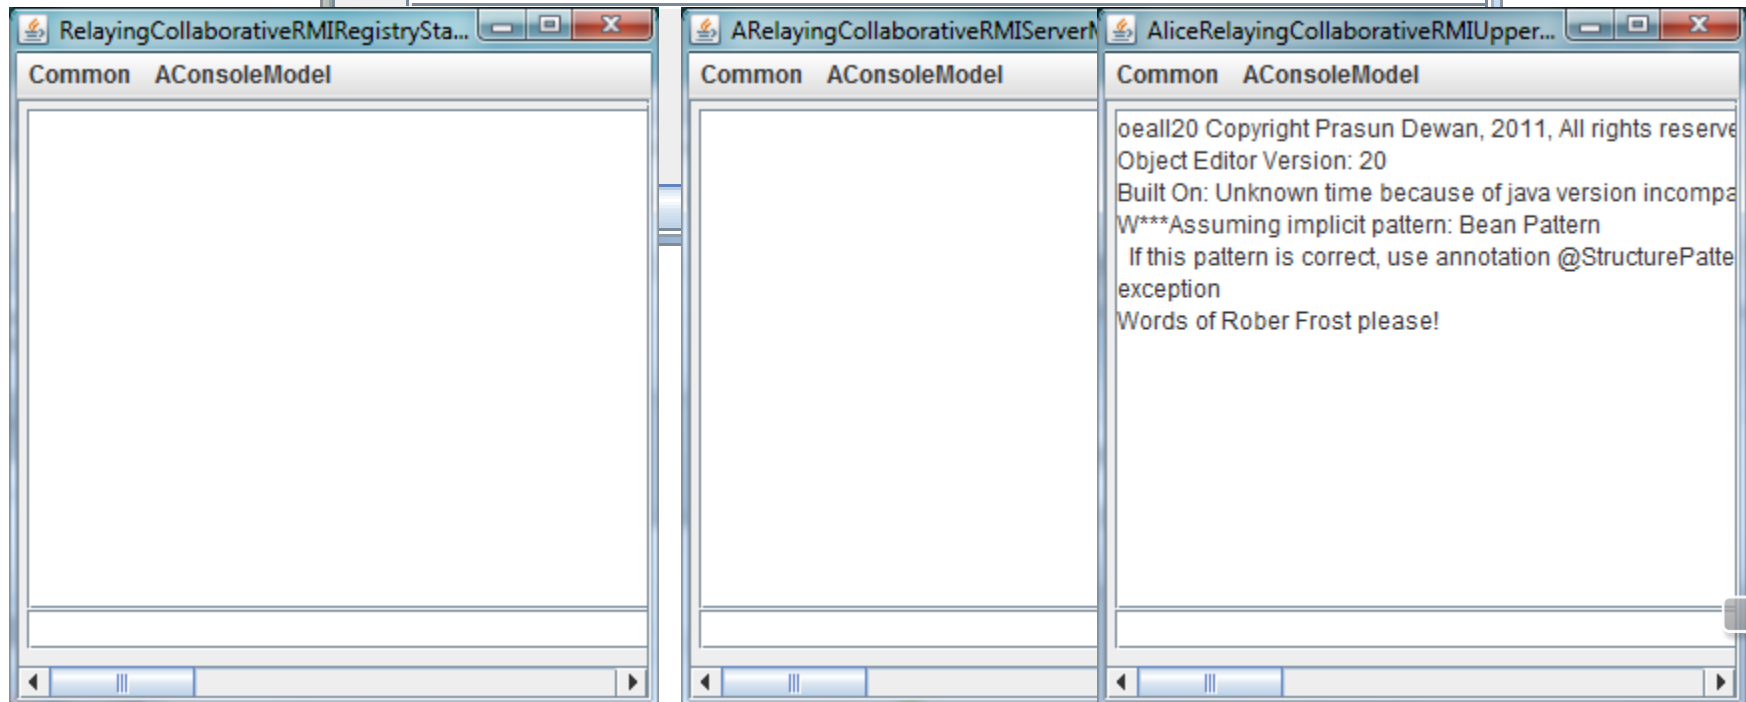 RelayingCollaborativeRMIRegistrySta...
Common AConsoleModel
ARelayingCollaborativeRMIServerM
Common AConsoleModel
AliceRelayingCollaborativeRMIUpper...
Common AConsoleModel
oeall20 Copyright Prasun Dewan, 2011, All rights reserve
Object Editor Version: 20
Built On: Unknown time because of java version incompa
W***Assuming implicit pattern: Bean Pattern
If this pattern is correct, use annotation @StructurePatte
exception
Words of Rober Frost please!